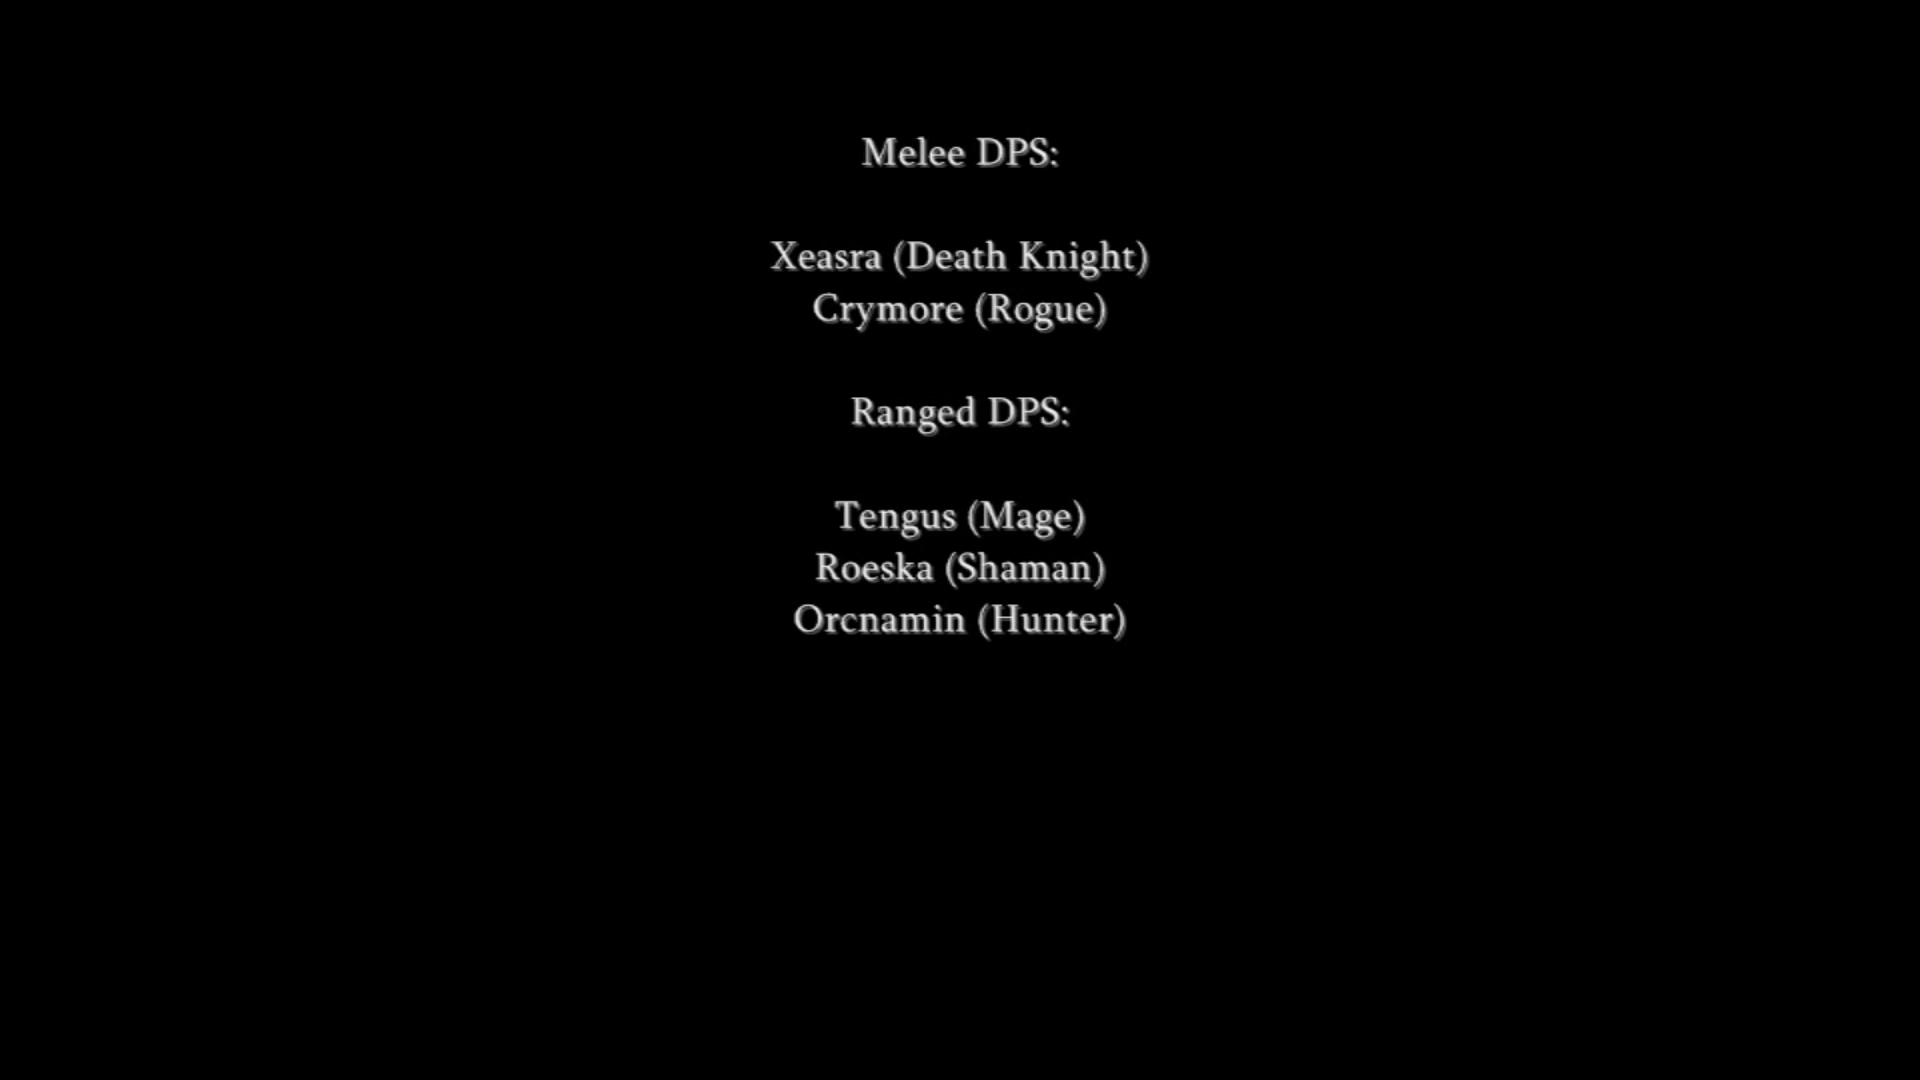 Melee DPS:
Xeasra (Death Knight)
Crymore (Rogue)
Ranged DPS:
Tengus (Mage)
Roeska (Shaman)
Orcnamin (Hunter)